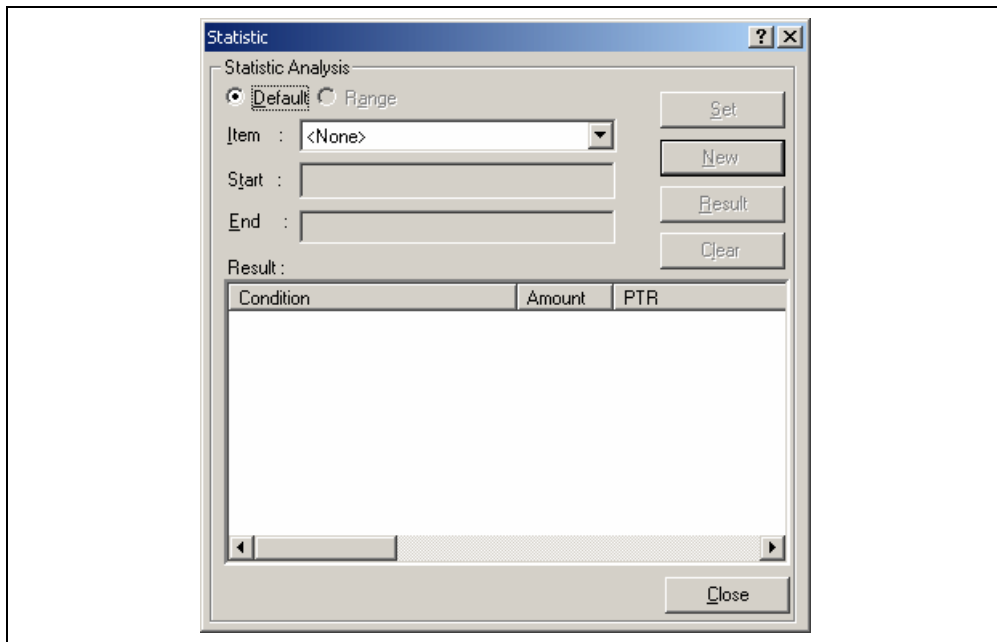 Statistic
Statistic Analysis
Default Range
Set
Item : <None>
New
Start :
Result
End :
Clear
Result :
Condition Amount PTR
Close